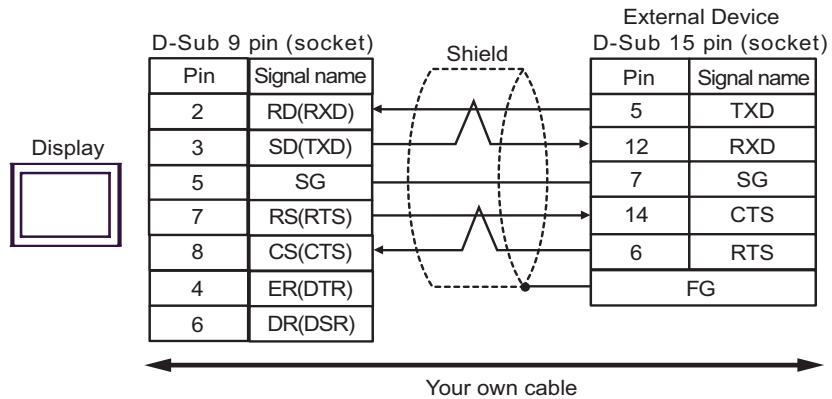 External Device
D-Sub 9 pin (socket)
Shield
D-Sub 15 pin (socket)
Pin Signal name
Pin Signal name
2 RD(RXD)
5 TXD
Display
3 SD(TXD)
12 RXD
5 SG
7 SG
7 RS(RTS)
14 CTS
8 CS(CTS)
6 RTS
4 ER(DTR)
FG
6 DR(DSR)
Your own cable